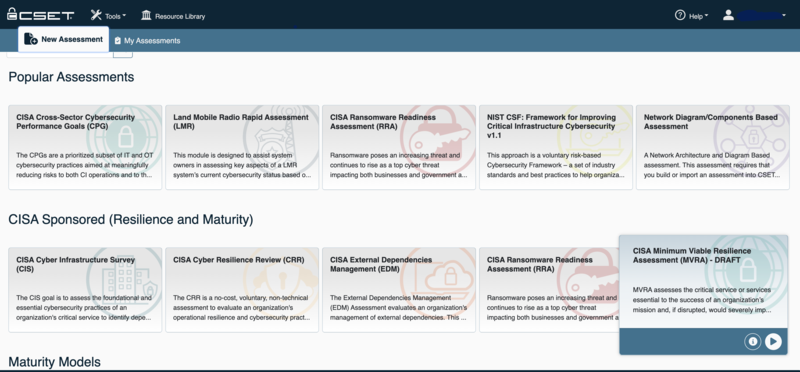 CSET Tools Resource Library Help
New Assessment My Assessments
Popular Assessments
CISA Cross-Sector Cybersecurity
Performance Goals (CPG)
The CPGs are a prioritized subset of IT and OT
cybersecurity practices aimed at meaningfully
reducing risks to both CI operations and to th...
Land Mobile Radio Rapid Assessment
(LMR)
This module is designed to assist system
owners in assessing key aspects of a LMR
system's current cybersecurity status based o...
CISA Ransomware Readiness
Assessment (RRA)
Ransomware poses an increasing threat and
continues to rise as a top cyber threat
impacting both businesses and government a...
NIST CSF: Framework for Improving
Critical Infrastructure Cybersecurity
v1.1
This approach is a voluntary risk-based
Cybersecurity Framework – a set of industry
standards and best practices to help organiza...
Network Diagram/Components Based
Assessment
A Network Architecture and Diagram Based
assessment. This assessment requires that
you build or import an assessment into CSET...
CISA Sponsored (Resilience and Maturity)
CISA Cyber Infrastructure Survey
(CIS)
The CIS goal is to assess the foundational and
essential cybersecurity practices of an
organization's critical service to identify depe...
CISA Cyber Resilience Review (CRR)
The CRR is a no-cost, voluntary, non-technical
assessment to evaluate an organization's
operational resilience and cybersecurity pract...
CISA External Dependencies
Management (EDM)
The External Dependencies Management
(EDM) Assessment evaluates an organization's
management of external dependencies. This ...
CISA Ransomware Readiness
Assessment (RRA)
Ransomware poses an increasing threat and
continues to rise as a top cyber threat
impacting both businesses and government a
CISA Minimum Viable Resilience
Assessment (MVRA) - DRAFT
MVRA assesses the critical service or services
essential to the success of an organization's
mission and, if disrupted, would severely imp...
Maturity Models